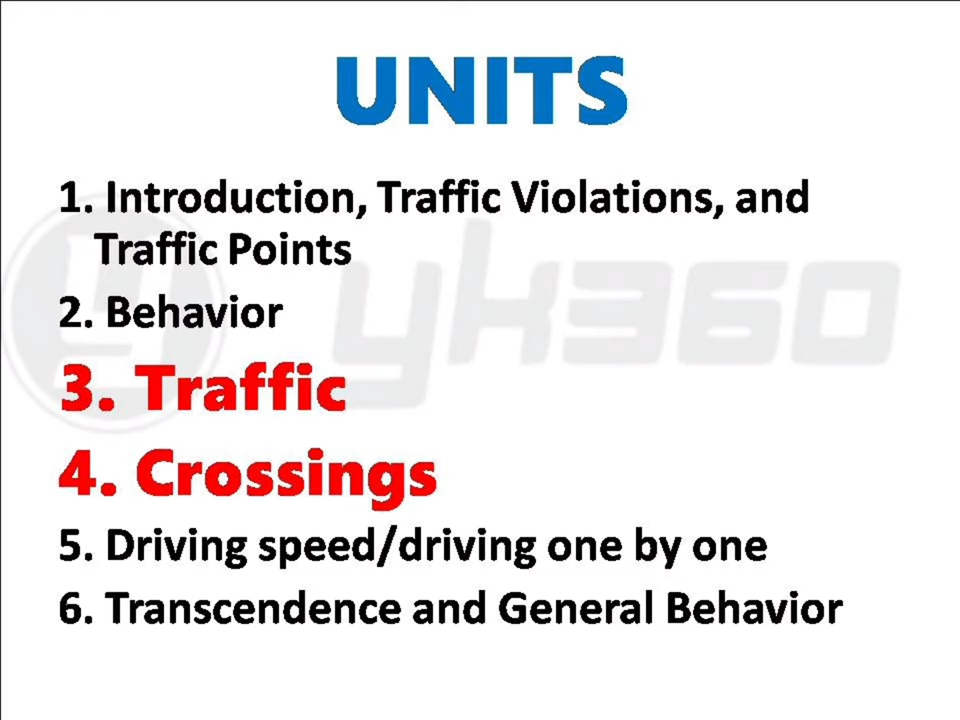 UNITS
1. Introduction, Traffic Violations, and
Traffic Points
2. Behavior
3. Traffic
4. Crossings
5. Driving speed/driving one by one
6. Transcendence and General Behavior
yk360